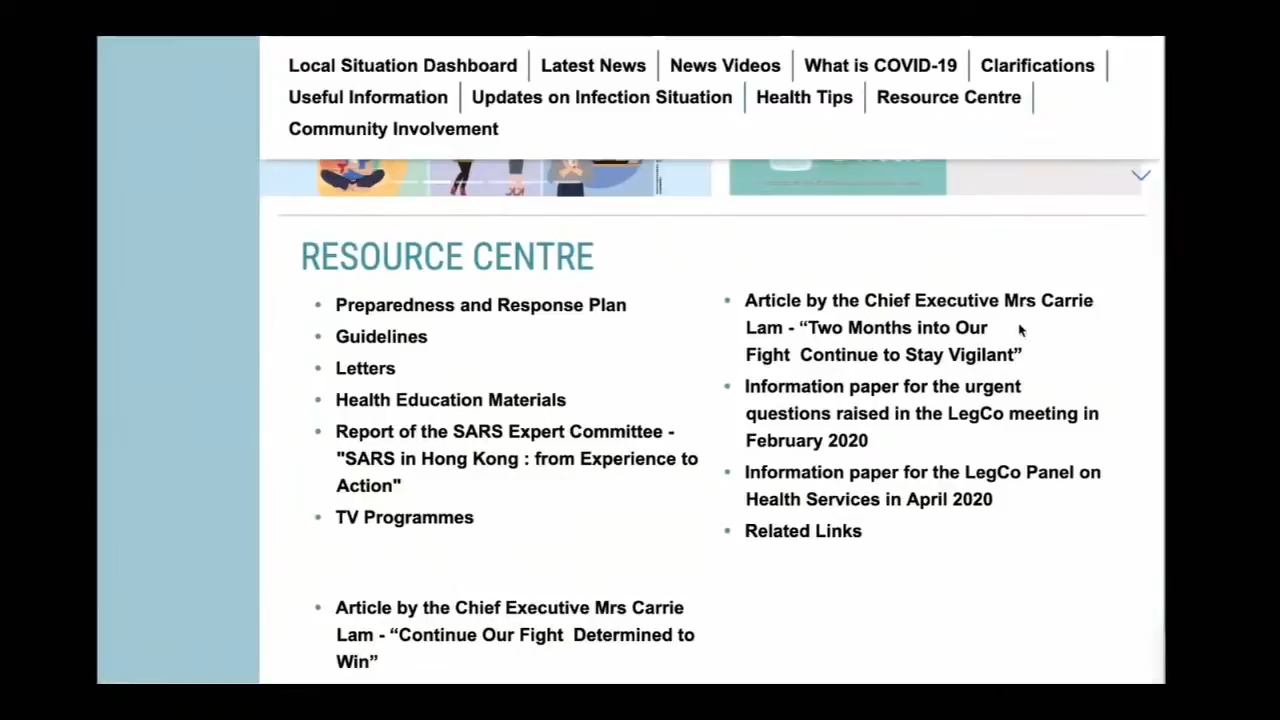 Local Situation Dashboard Latest News News Videos What is COVID-19 Clarifications
Useful Information Updates on Infection Situation Health Tips Resource Centre
Community Involvement
RESOURCE CENTRE
Preparedness and Response Plan
Guidelines
Letters
Health Education Materials
Report of the SARS Expert Committee -
"SARS in Hong Kong : from Experience to
Action"
TV Programmes
Article by the Chief Executive Mrs Carrie
Lam - “Continue Our Fight Determined to
Win”
Article by the Chief Executive Mrs Carrie
Lam - “Two Months into Our
Fight Continue to Stay Vigilant”
Information paper for the urgent
questions raised in the LegCo meeting in
February 2020
Information paper for the LegCo Panel on
Health Services in April 2020
Related Links